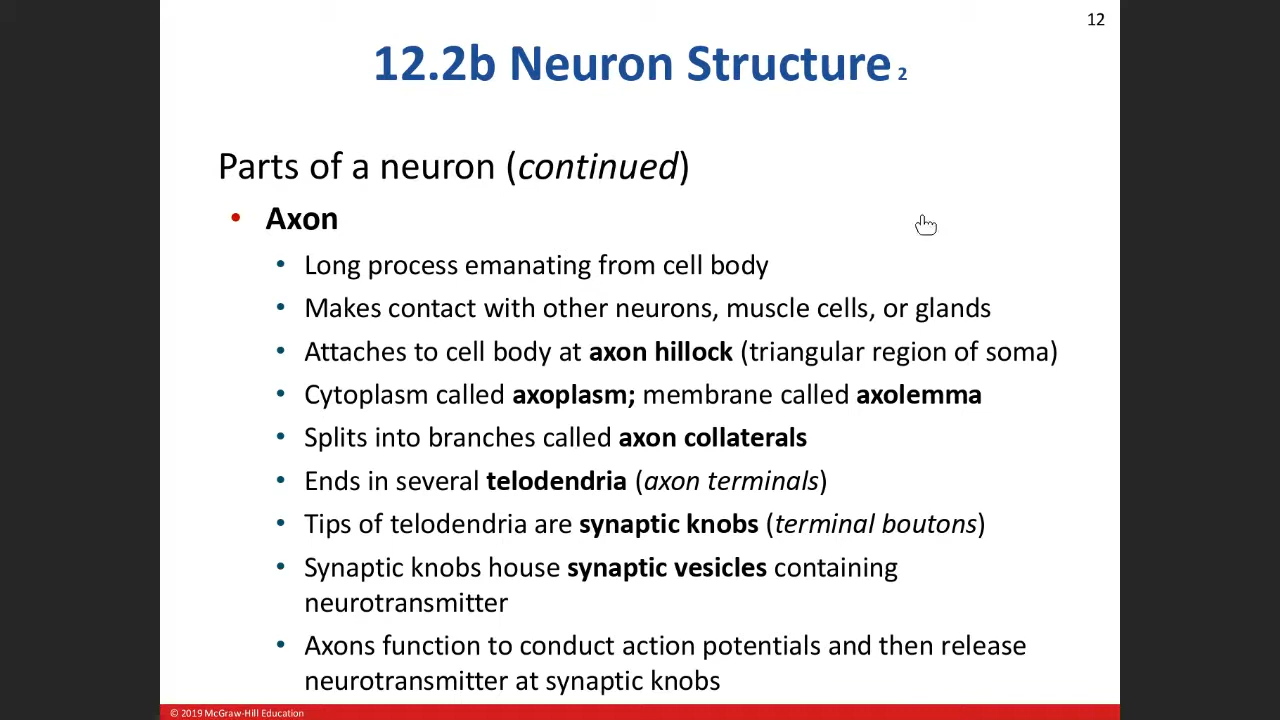 12
12.2b Neuron Structure 2
Parts of a neuron (continued)
• Axon
• Long process emanating from cell body
• Makes contact with other neurons, muscle cells, or glands
• Attaches to cell body at axon hillock (triangular region of soma)
• Cytoplasm called axoplasm; membrane called axolemma
• Splits into branches called axon collaterals
• Ends in several telodendria (axon terminals)
• Tips of telodendria are synaptic knobs (terminal boutons)
• Synaptic knobs house synaptic vesicles containing
neurotransmitter
• Axons function to conduct action potentials and then release
neurotransmitter at synaptic knobs
© 2019 McGraw-Hill Education